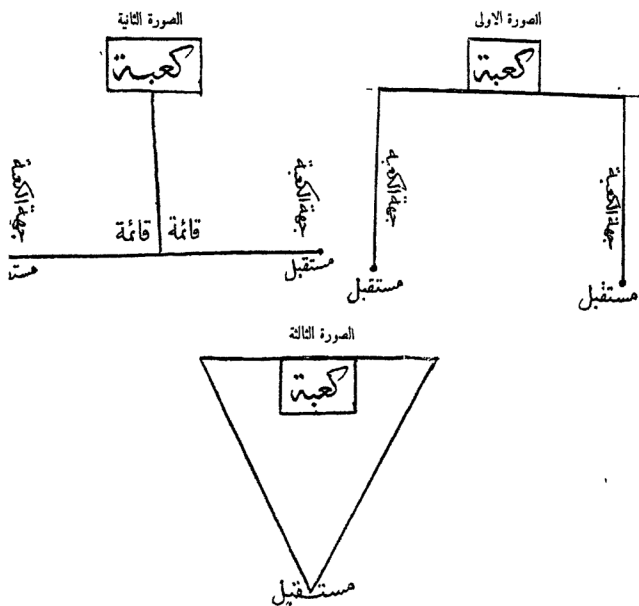 الصورة الاولى
كعبة
جهة الكعبة
جهة الكعبة
مستقبل
مستقبل
الصورة الثانية
كعبة
جهة الكعبة
جهة الكعبة
قائمة قائمة
مستقبل
الصورة الثالثة
كعبة
مستقبل